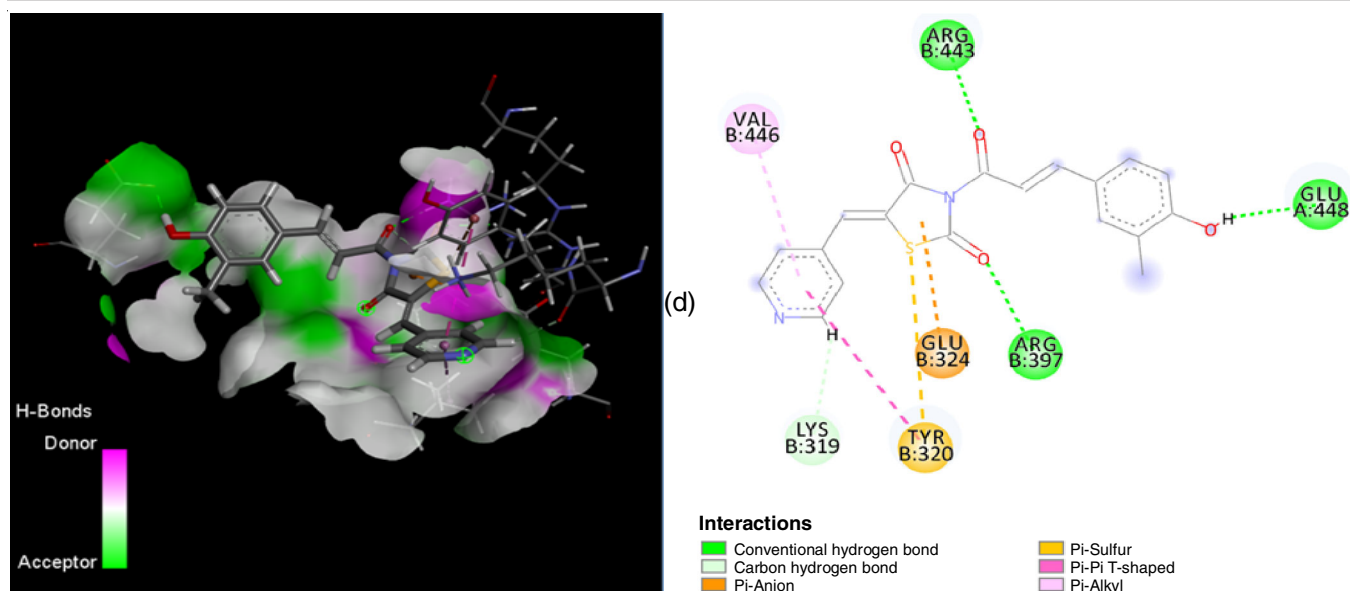 H-Bonds
Donor
Acceptor
(d)
ARG
B:443
VAL
B:446
GLU
A:448
O
O
N
O
S
O
H
N
H
GLU
B:324
ARG
B:397
LYS
B:319
TYR
B:320
Interactions
Conventional hydrogen bond
Carbon hydrogen bond
Pi-Anion
Pi-Sulfur
Pi-Pi T-shaped
Pi-Alkyl